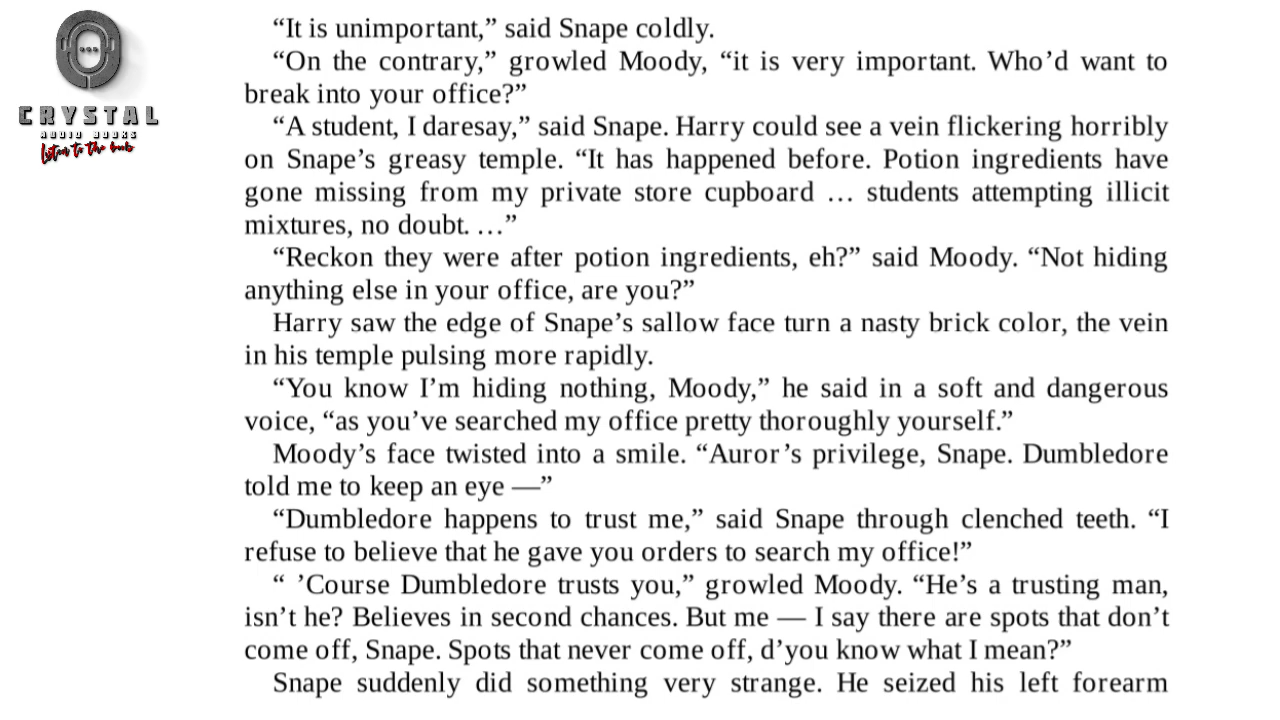 CRYSTAL
AUDIO BOOKS
Listen to the book
“It is unimportant,” said Snape coldly.
“On the contrary,” growled Moody, “it is very important. Who’d want to
break into your office?”
“A student, I daresay,” said Snape. Harry could see a vein flickering horribly
on Snape’s greasy temple. “It has happened before. Potion ingredients have
gone missing from my private store cupboard … students attempting illicit
mixtures, no doubt. …”
“Reckon they were after potion ingredients, eh?” said Moody. “Not hiding
anything else in your office, are you?”
Harry saw the edge of Snape’s sallow face turn a nasty brick color, the vein
in his temple pulsing more rapidly.
“You know I’m hiding nothing, Moody,” he said in a soft and dangerous
voice, “as you’ve searched my office pretty thoroughly yourself.”
Moody’s face twisted into a smile. “Auror’s privilege, Snape. Dumbledore
told me to keep an eye —”
“Dumbledore happens to trust me,” said Snape through clenched teeth. “I
refuse to believe that he gave you orders to search my office!”
“ ’Course Dumbledore trusts you,” growled Moody. “He’s a trusting man,
isn’t he? Believes in second chances. But me — I say there are spots that don’t
come off, Snape. Spots that never come off, d’you know what I mean?”
Snape suddenly did something very strange. He seized his left forearm